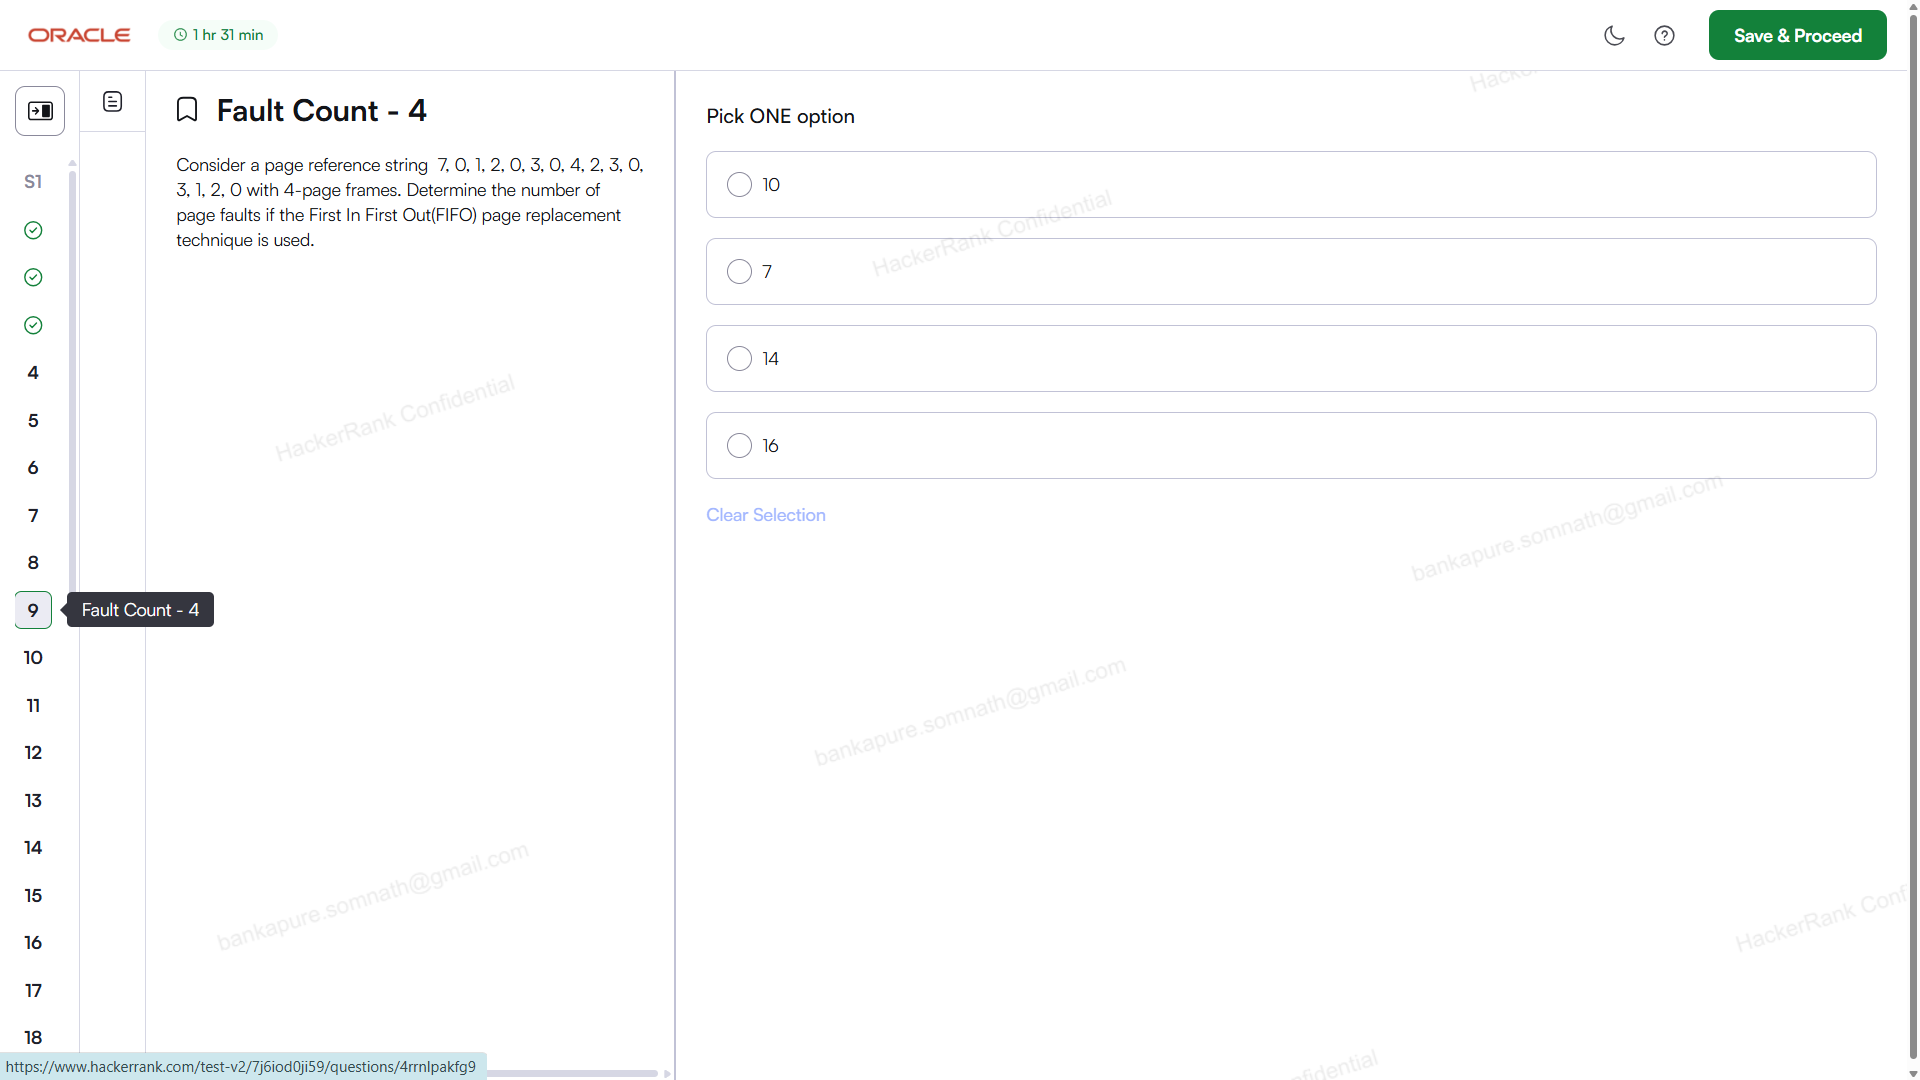 ORACLE
1 hr 31 min
Save & Proceed
S1
4
5
6
7
8
9
10
11
12
13
14
15
16
17
18
Fault Count - 4
Fault Count - 4
Consider a page reference string 7, 0, 1, 2, 0, 3, 0, 4, 2, 3, 0,
3, 1, 2, 0 with 4-page frames. Determine the number of
page faults if the First In First Out(FIFO) page replacement
technique is used.
Pick ONE option
10
7
14
16
Clear Selection
HackerRank Confidential
HackerRank Confidential
bankapure.somnath@gmail.com
bankapure.somnath@gmail.com
bankapure.somnath@gmail.com
HackerRank Conf
fidential
https://www.hackerrank.com/test-v2/7j6iod0ji59/questions/4rrnlpakfg9